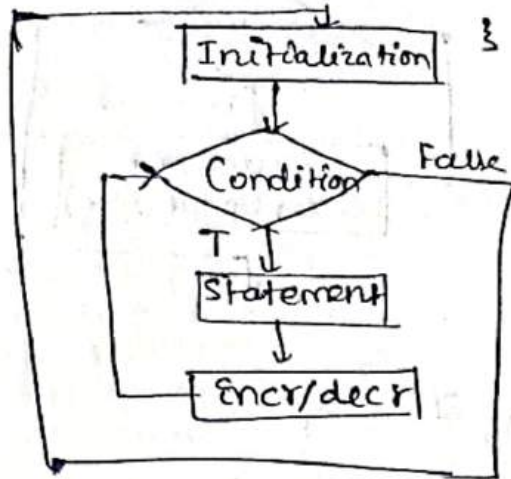 }
Initialization
Condition
False
T
Statement
Encr/decr